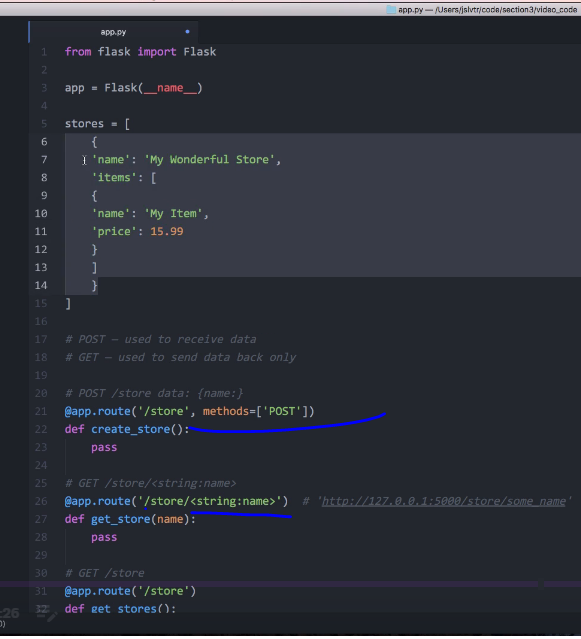 app.py — /Users/jslvtr/code/section3/video_code
app.py
1 from flask import Flask
2
3 app = Flask(__name__)
4
5 stores = [
6 {
7 'name': 'My Wonderful Store',
8 'items': [
9 {
10 'name': 'My Item',
11 'price': 15.99
12 }
13 ]
14 }
15 ]
16
17 # POST – used to receive data
18 # GET – used to send data back only
19
20 # POST /store data: {name:}
21 @app.route('/store', methods=['POST'])
22 def create_store():
23 pass
24
25 # GET /store/<string:name>
26 @app.route('/store/<string:name>') # 'http://127.0.0.1:5000/store/some_name'
27 def get_store(name):
28 pass
29
30 # GET /store
31 @app.route('/store')
32 def get_stores():